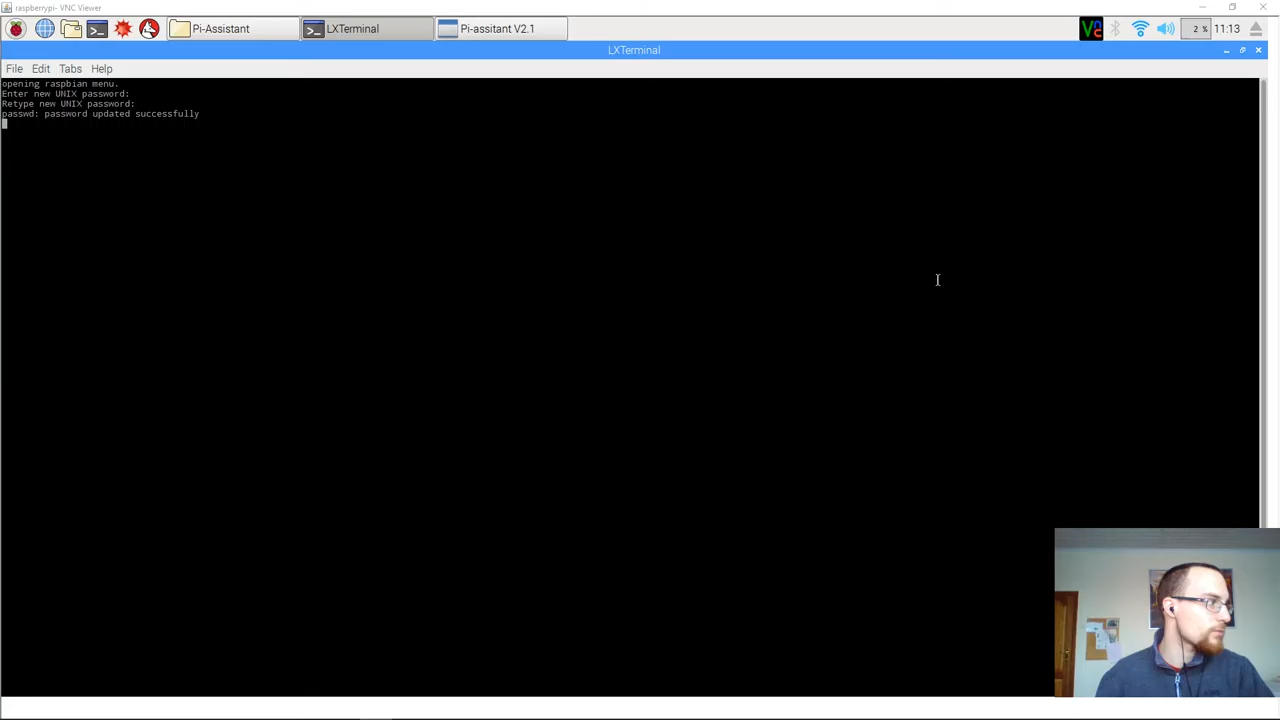 raspberrypi- VNC Viewer
Pi-Assistant
LXTerminal
Pi-assitant V2.1
2 %
11:13
LXTerminal
File Edit Tabs Help
opening raspbian menu.
Enter new UNIX password:
Retype new UNIX password:
passwd: password updated successfully